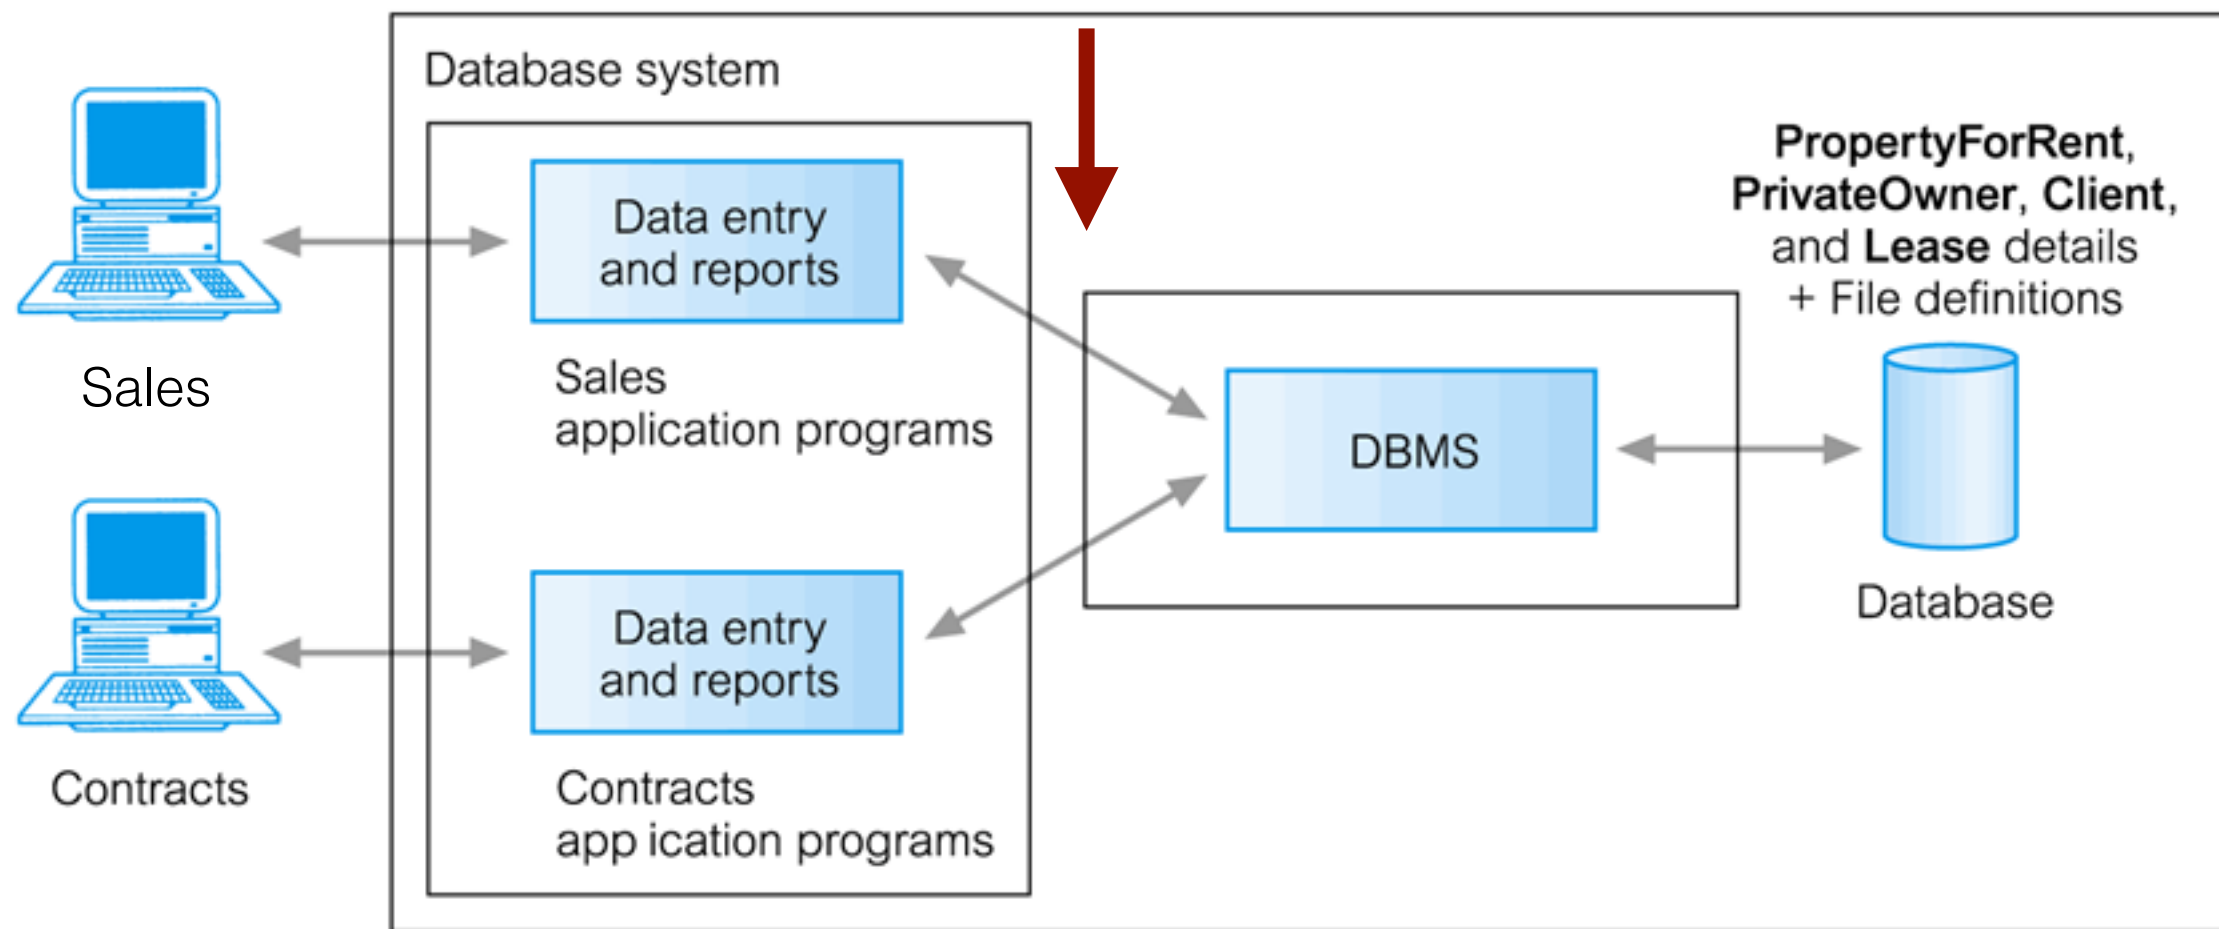 Database system
Sales
Data entry
and reports
Sales
application programs
Contracts
Data entry
and reports
Contracts
app ication programs
DBMS
PropertyForRent,
PrivateOwner, Client,
and Lease details
+ File definitions
Database